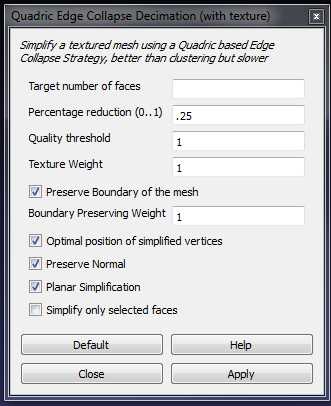 Quadric Edge Collapse Decimation (with texture)
Simplify a textured mesh using a Quadric based Edge
Collapse Strategy, better than clustering but slower
Target number of faces
Percentage reduction (0..1) .25
Quality threshold 1
Texture Weight 1
Preserve Boundary of the mesh
Boundary Preserving Weight 1
Optimal position of simplified vertices
Preserve Normal
Planar Simplification
Simplify only selected faces
Default Help
Close Apply